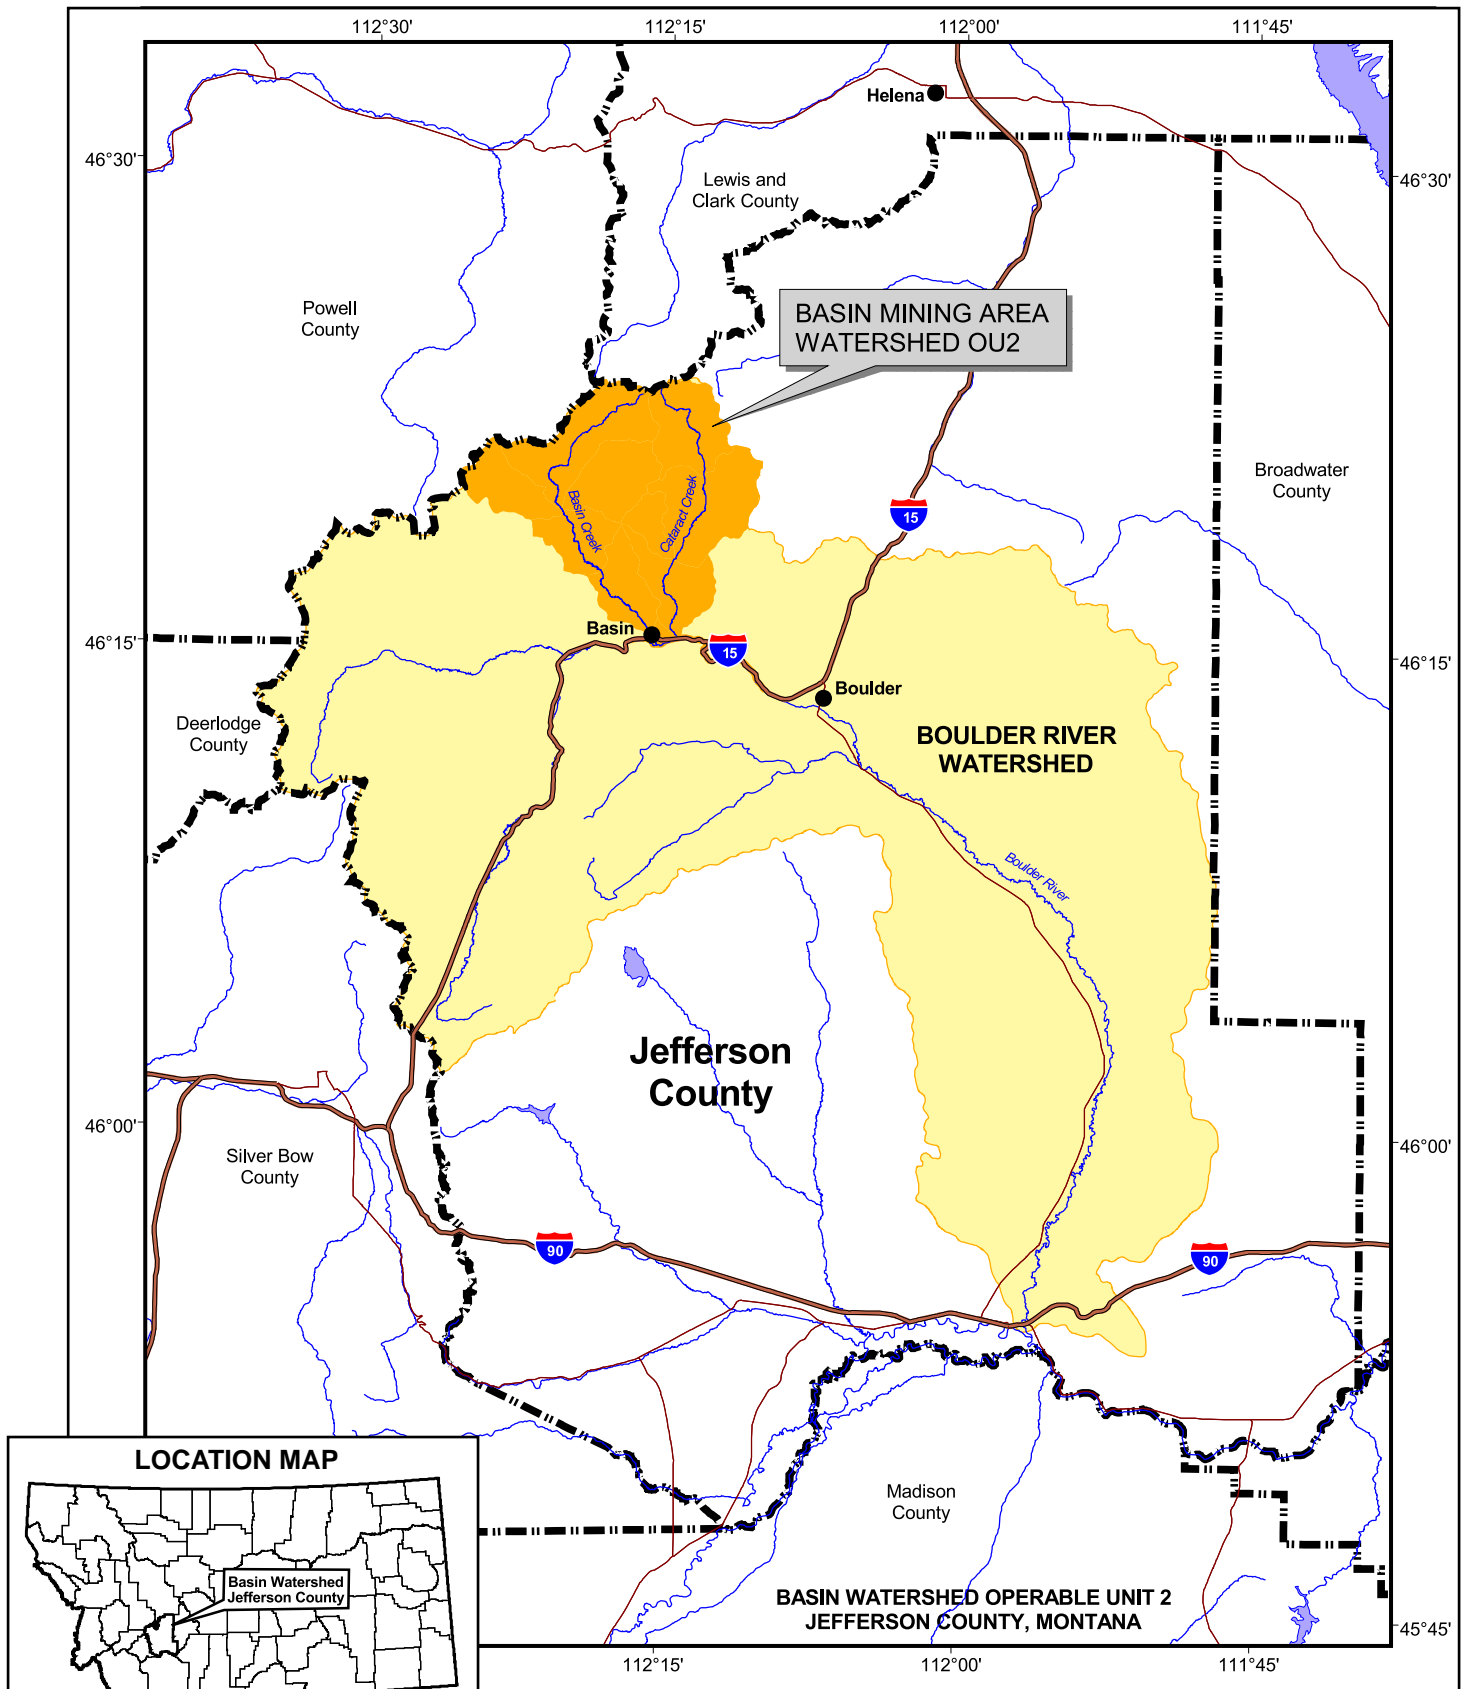 112°30'
112°15'
112°00'
111°45'
Helena
46°30'
46°30'
Lewis and
Clark County
Powell
County
BASIN MINING AREA
WATERSHED OU2
Broadwater
County
Basin Creek
Cataract Creek
15
Basin
15
46°15'
46°15'
Boulder
Deerlodge
County
BOULDER RIVER
WATERSHED
Boulder River
Jefferson
County
46°00'
46°00'
Silver Bow
County
90
90
LOCATION MAP
Basin Watershed
Jefferson County
Madison
County
BASIN WATERSHED OPERABLE UNIT 2
JEFFERSON COUNTY, MONTANA
45°45'
112°15'
112°00'
111°45'